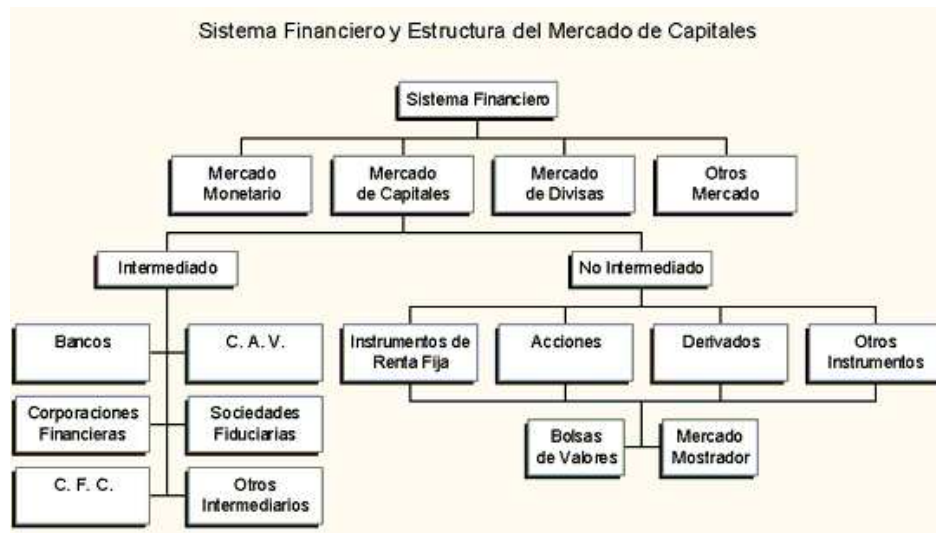 Sistema Financiero y Estructura del Mercado de Capitales
Sistema Financiero
Mercado
Monetario
Mercado
de Capitales
Mercado
de Divisas
Otros
Mercado
Intermediado
No Intermediado
Bancos
C. A. V.
Corporaciones
Financieras
Sociedades
Fiduciarias
C. F. C.
Otros
Intermediarios
Instrumentos de
Renta Fija
Acciones
Derivados
Otros
Instrumentos
Bolsas
de Valores
Mercado
Mostrador